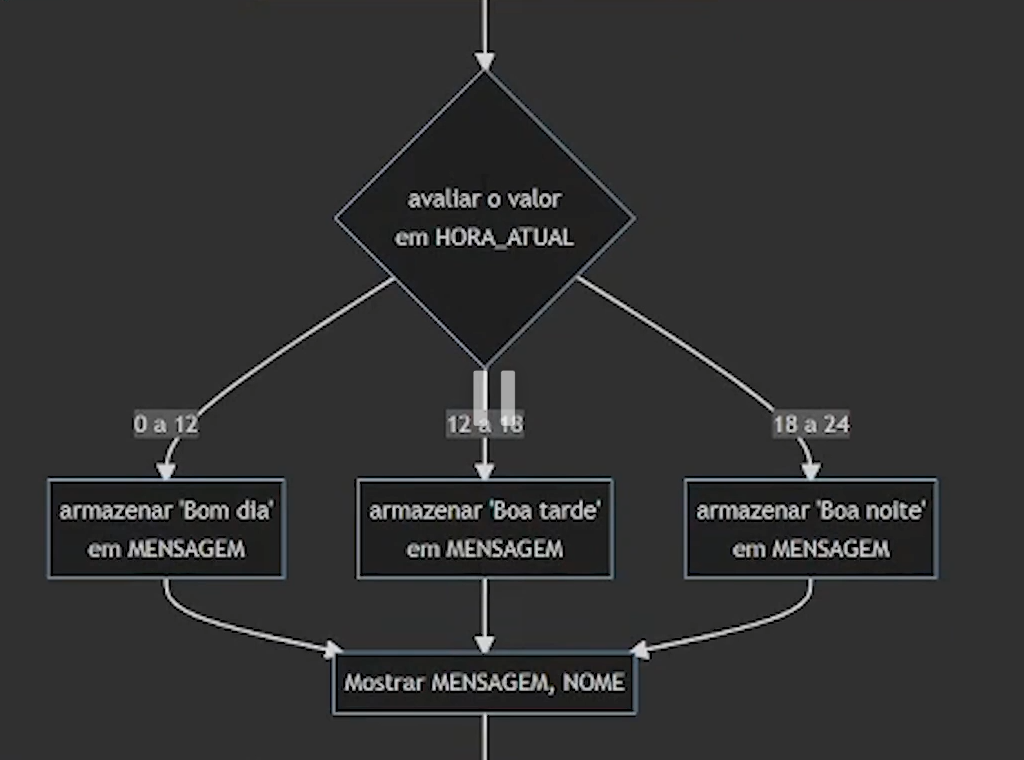 avaliar o valor
em HORA_ATUAL
0 a 12
12 a 18
18 a 24
armazenar 'Bom dia'
em MENSAGEM
armazenar 'Boa tarde'
em MENSAGEM
armazenar 'Boa noite'
em MENSAGEM
Mostrar MENSAGEM, NOME